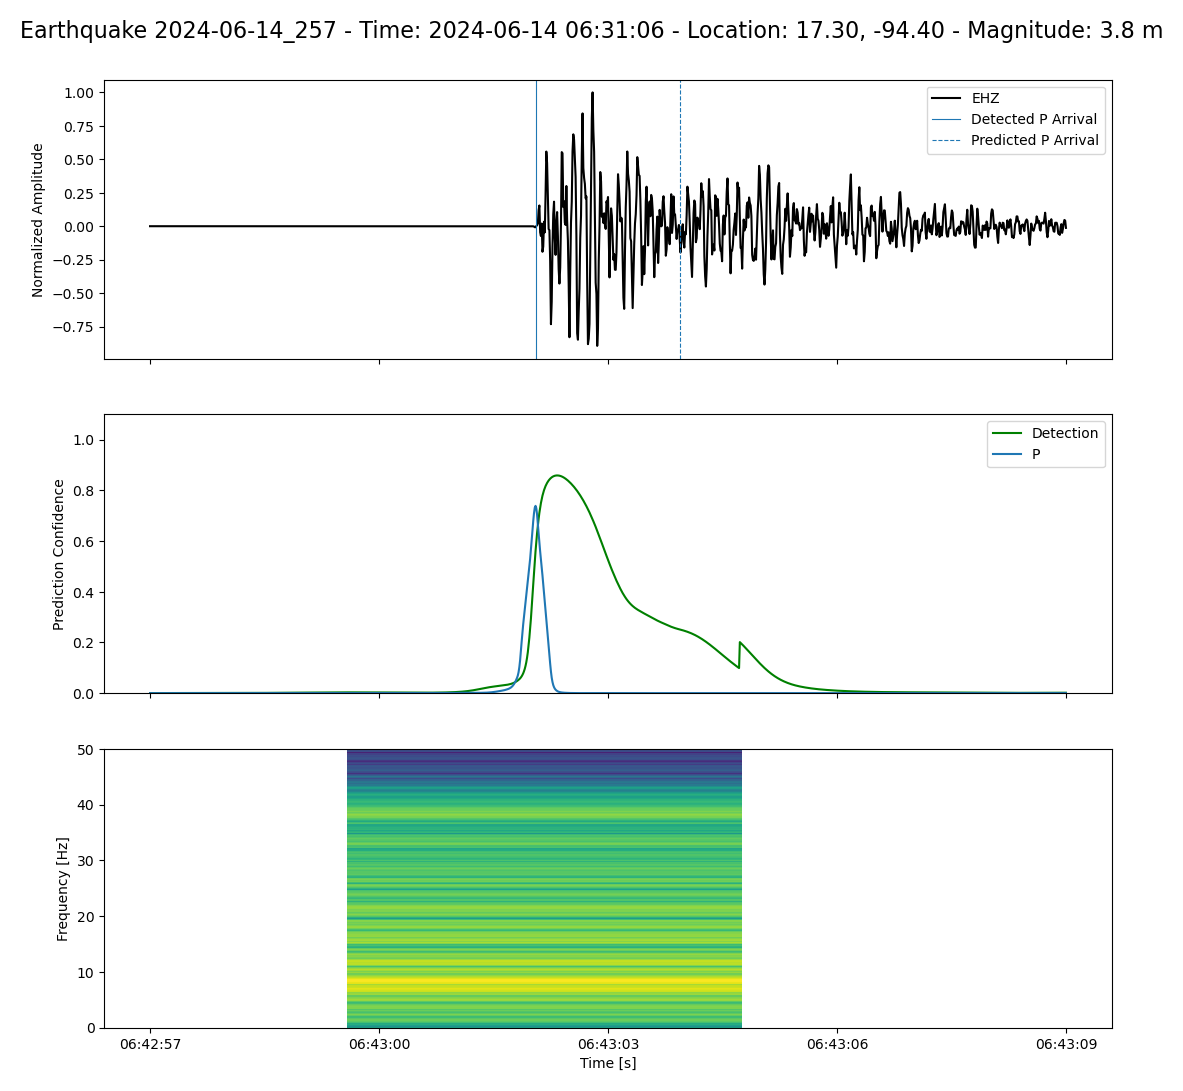 Earthquake 2024-06-14_257 - Time: 2024-06-14 06:31:06 - Location: 17.30, -94.40 - Magnitude: 3.8 m
Normalized Amplitude
1.00
0.75
0.50
0.25
0.00
−0.25
−0.50
−0.75
EHZ
Detected P Arrival
Predicted P Arrival
Prediction Confidence
1.0
0.8
0.6
0.4
0.2
0.0
Detection
P
Frequency [Hz]
50
40
30
20
10
0
06:42:57
06:43:00
06:43:03
06:43:06
06:43:09
Time [s]